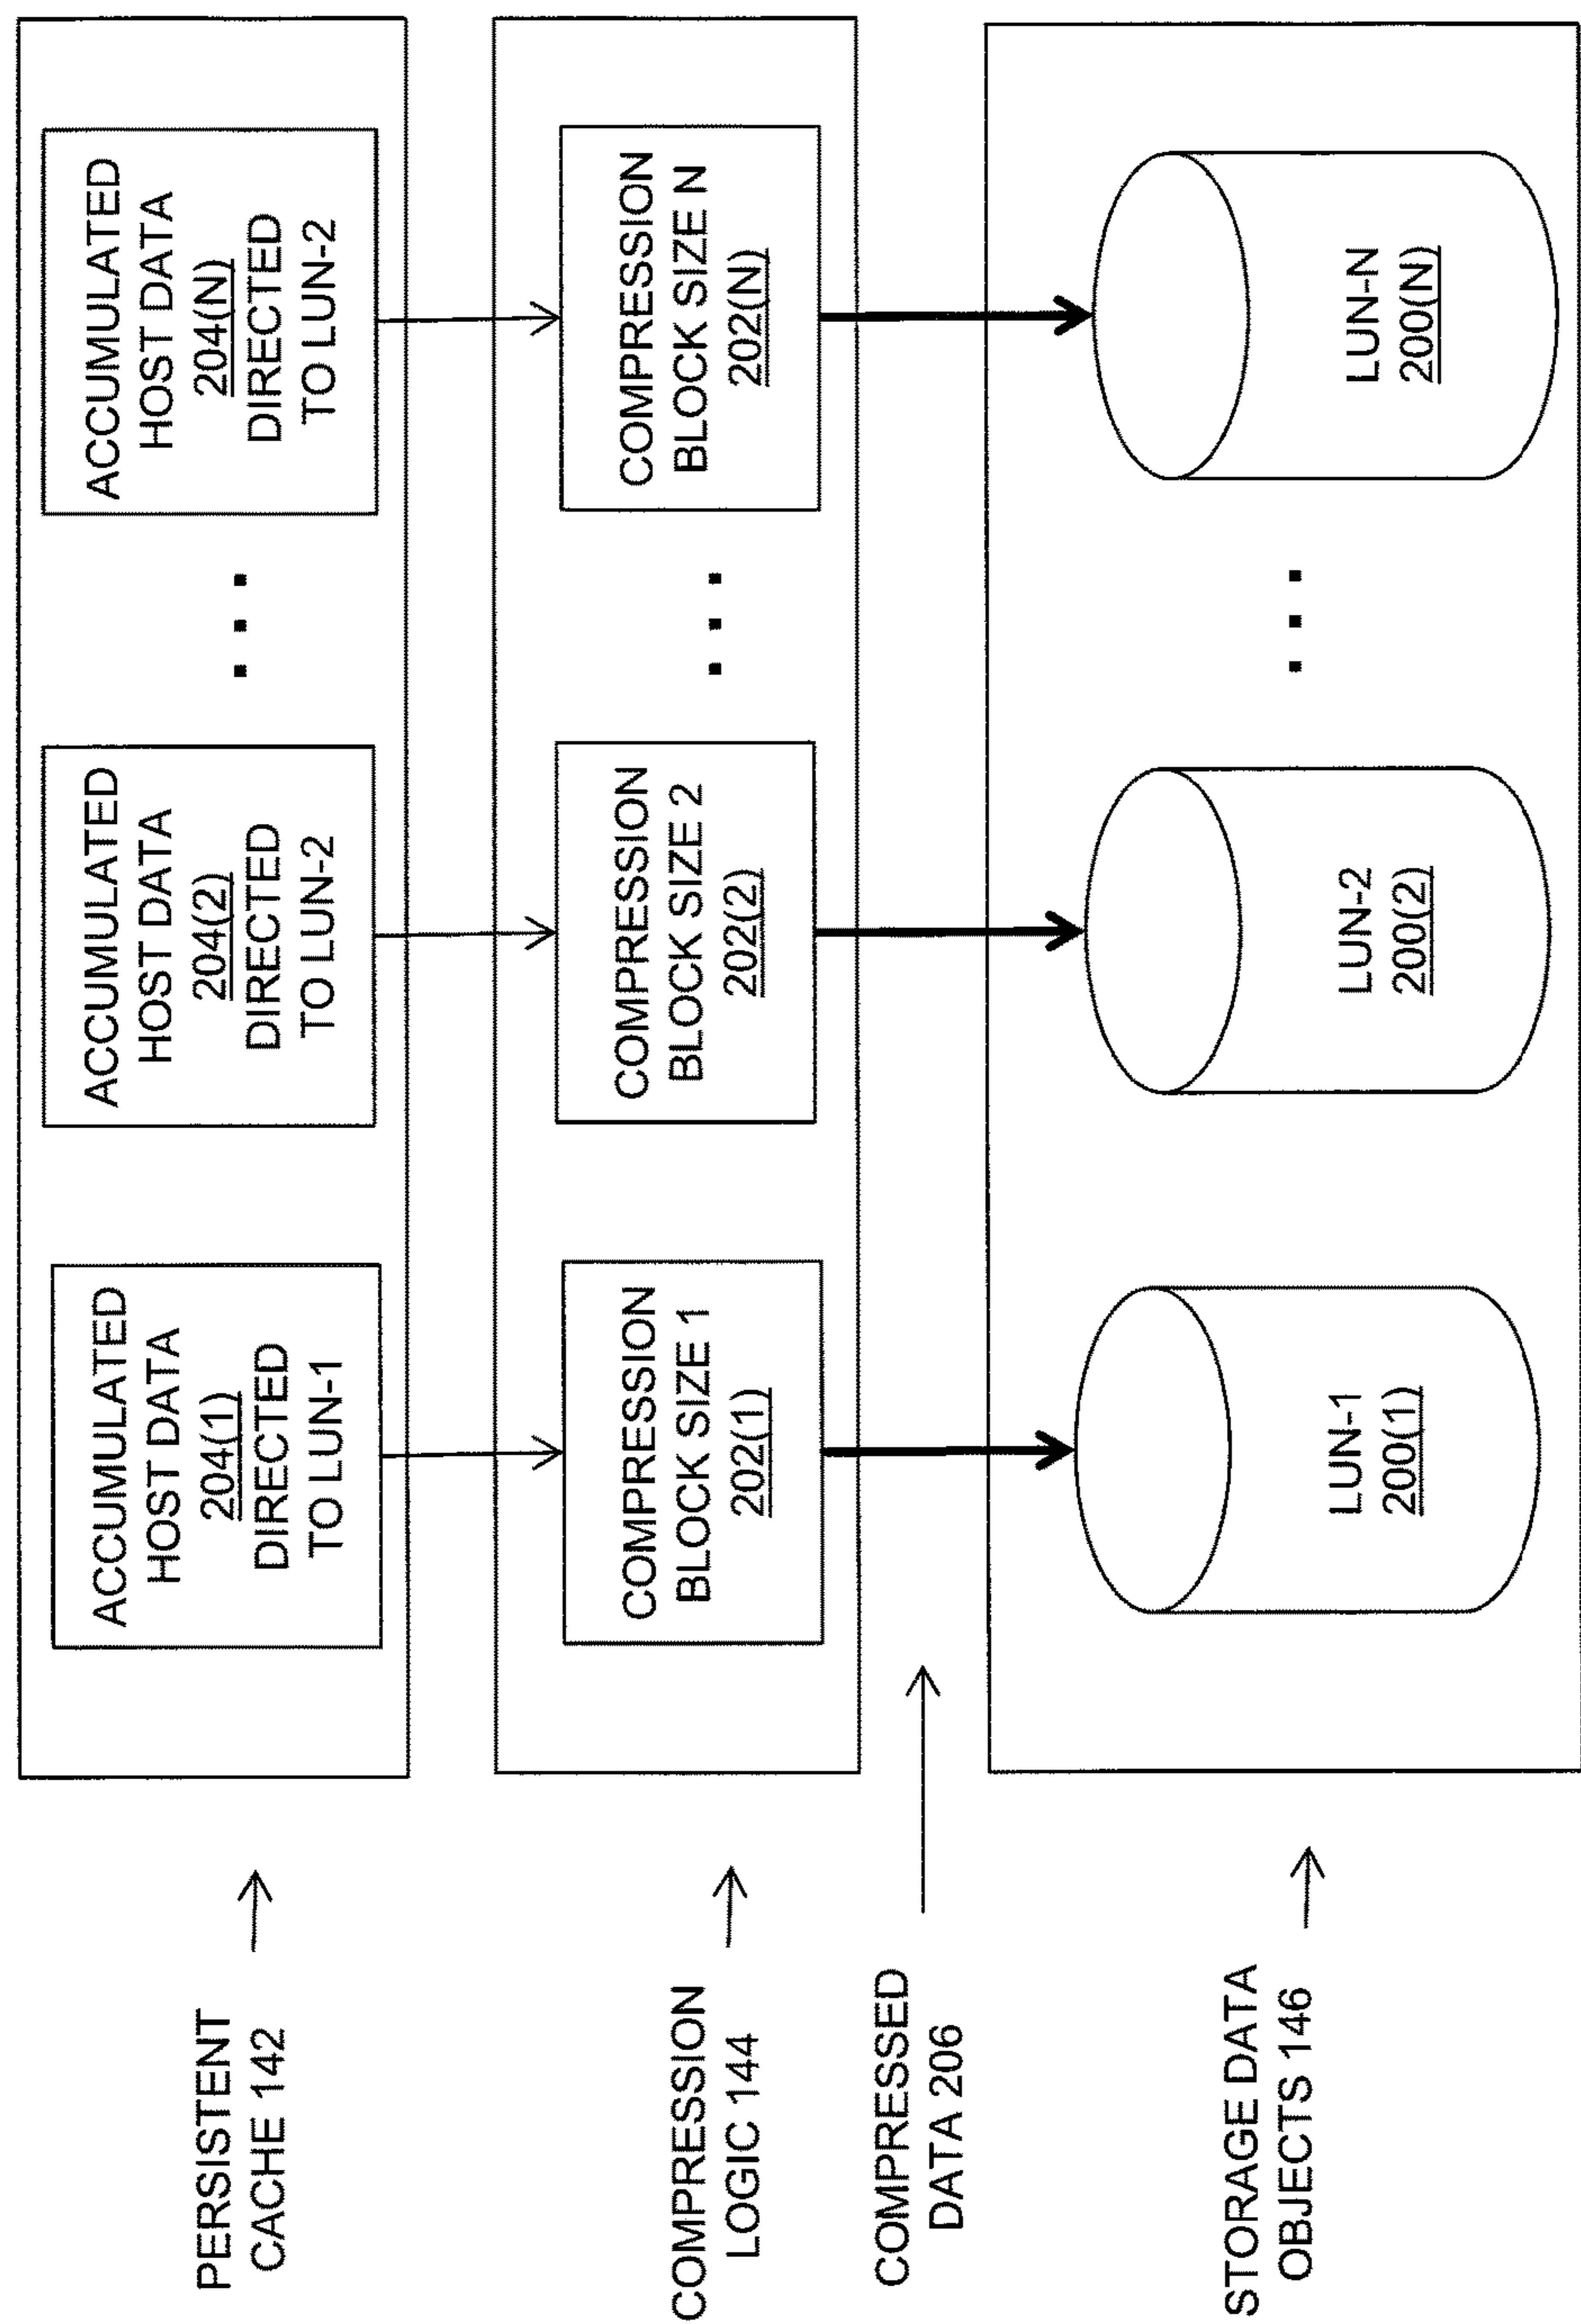 PERSISTENT
CACHE 142
ACCUMULATED
HOST DATA
204(1)
DIRECTED
TO LUN-1
ACCUMULATED
HOST DATA
204(2)
DIRECTED
TO LUN-2
. . .
ACCUMULATED
HOST DATA
204(N)
DIRECTED
TO LUN-2
COMPRESSION
LOGIC 144
COMPRESSION
BLOCK SIZE 1
202(1)
COMPRESSION
BLOCK SIZE 2
202(2)
. . .
COMPRESSION
BLOCK SIZE N
202(N)
COMPRESSED
DATA 206
STORAGE DATA
OBJECTS 146
LUN-1
200(1)
LUN-2
200(2)
. . .
LUN-N
200(N)